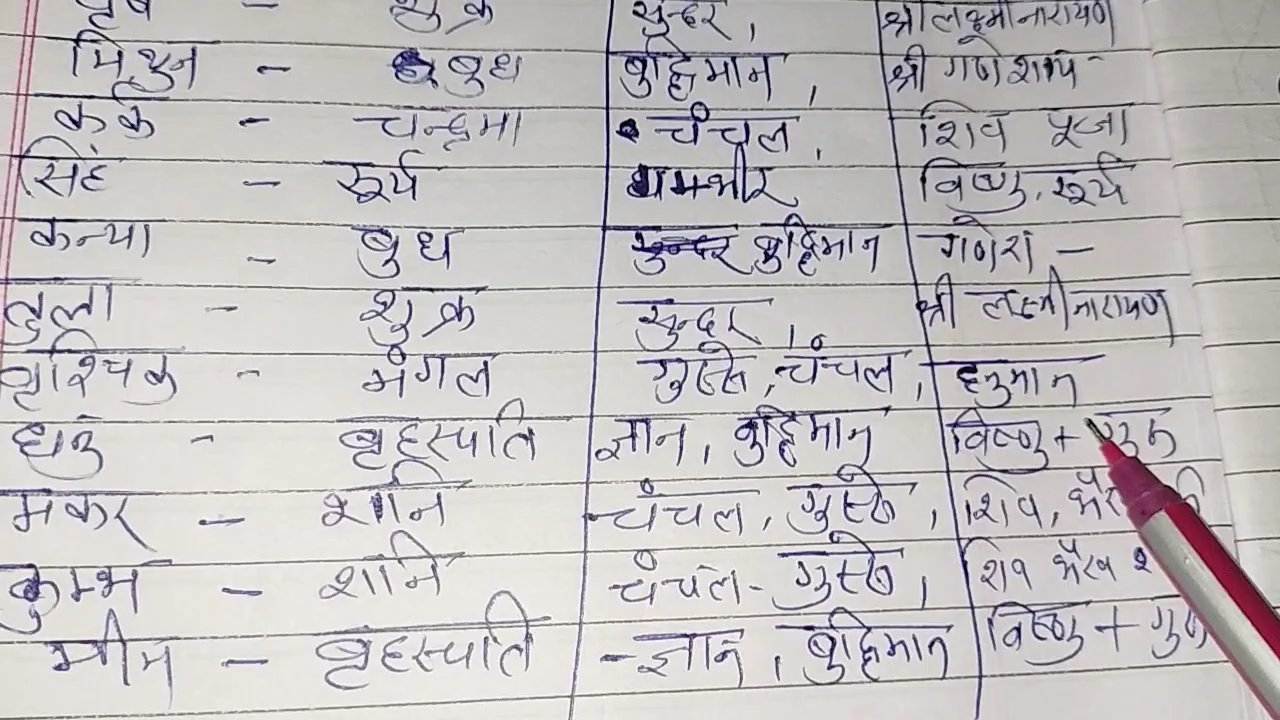 वृष - शुक्र सुन्दर, श्री लक्ष्मीनारायण
मिथुन - बुध बुद्धिमान, श्री गणेशाय -
कर्क - चन्द्रमा चंचल, शिव पूजा
सिंह - सूर्य गम्भीर विष्णु, सूर्य
कन्या - बुध सुन्दर बुद्धिमान गणेश -
तुला - शुक्र सुन्दर, श्री लक्ष्मीनारायण
वृश्चिक - मंगल गुस्से, चंचल, हनुमान
धनु - बृहस्पति ज्ञान, बुद्धिमान विष्णु + गुरु
मकर - शनि - चंचल, गुस्से, शिव,
कुम्भ - शनि चंचल - गुस्से, शिव भैरव
मीन - बृहस्पति - ज्ञान, बुद्धिमान विष्णु + गुरु